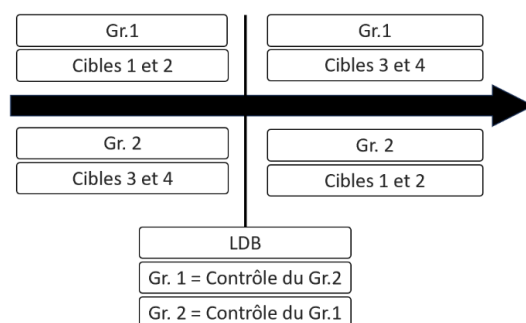 Gr.1
Cibles 1 et 2
Gr.1
Cibles 3 et 4
Gr. 2
Cibles 3 et 4
Gr. 2
Cibles 1 et 2
LDB
Gr. 1 = Contrôle du Gr.2
Gr. 2 = Contrôle du Gr.1